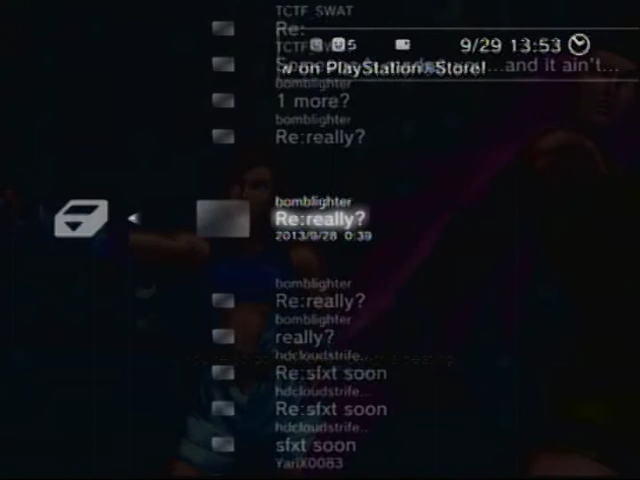 TCTF_SWAT
Re:
5
9/29 13:53
TCTF_SW
...and it ain't...
w on PlayStation®Store!
bomblighter
1 more?
bomblighter
Re:really?
bomblighter
Re:really?
2013/9/28 0:39
bomblighter
Re:really?
bomblighter
really?
hdcloudstrife..
Re:sfxt soon
hdcloudstrife..
Re:sfxt soon
hdcloudstrife..
sfxt soon
YariX0083